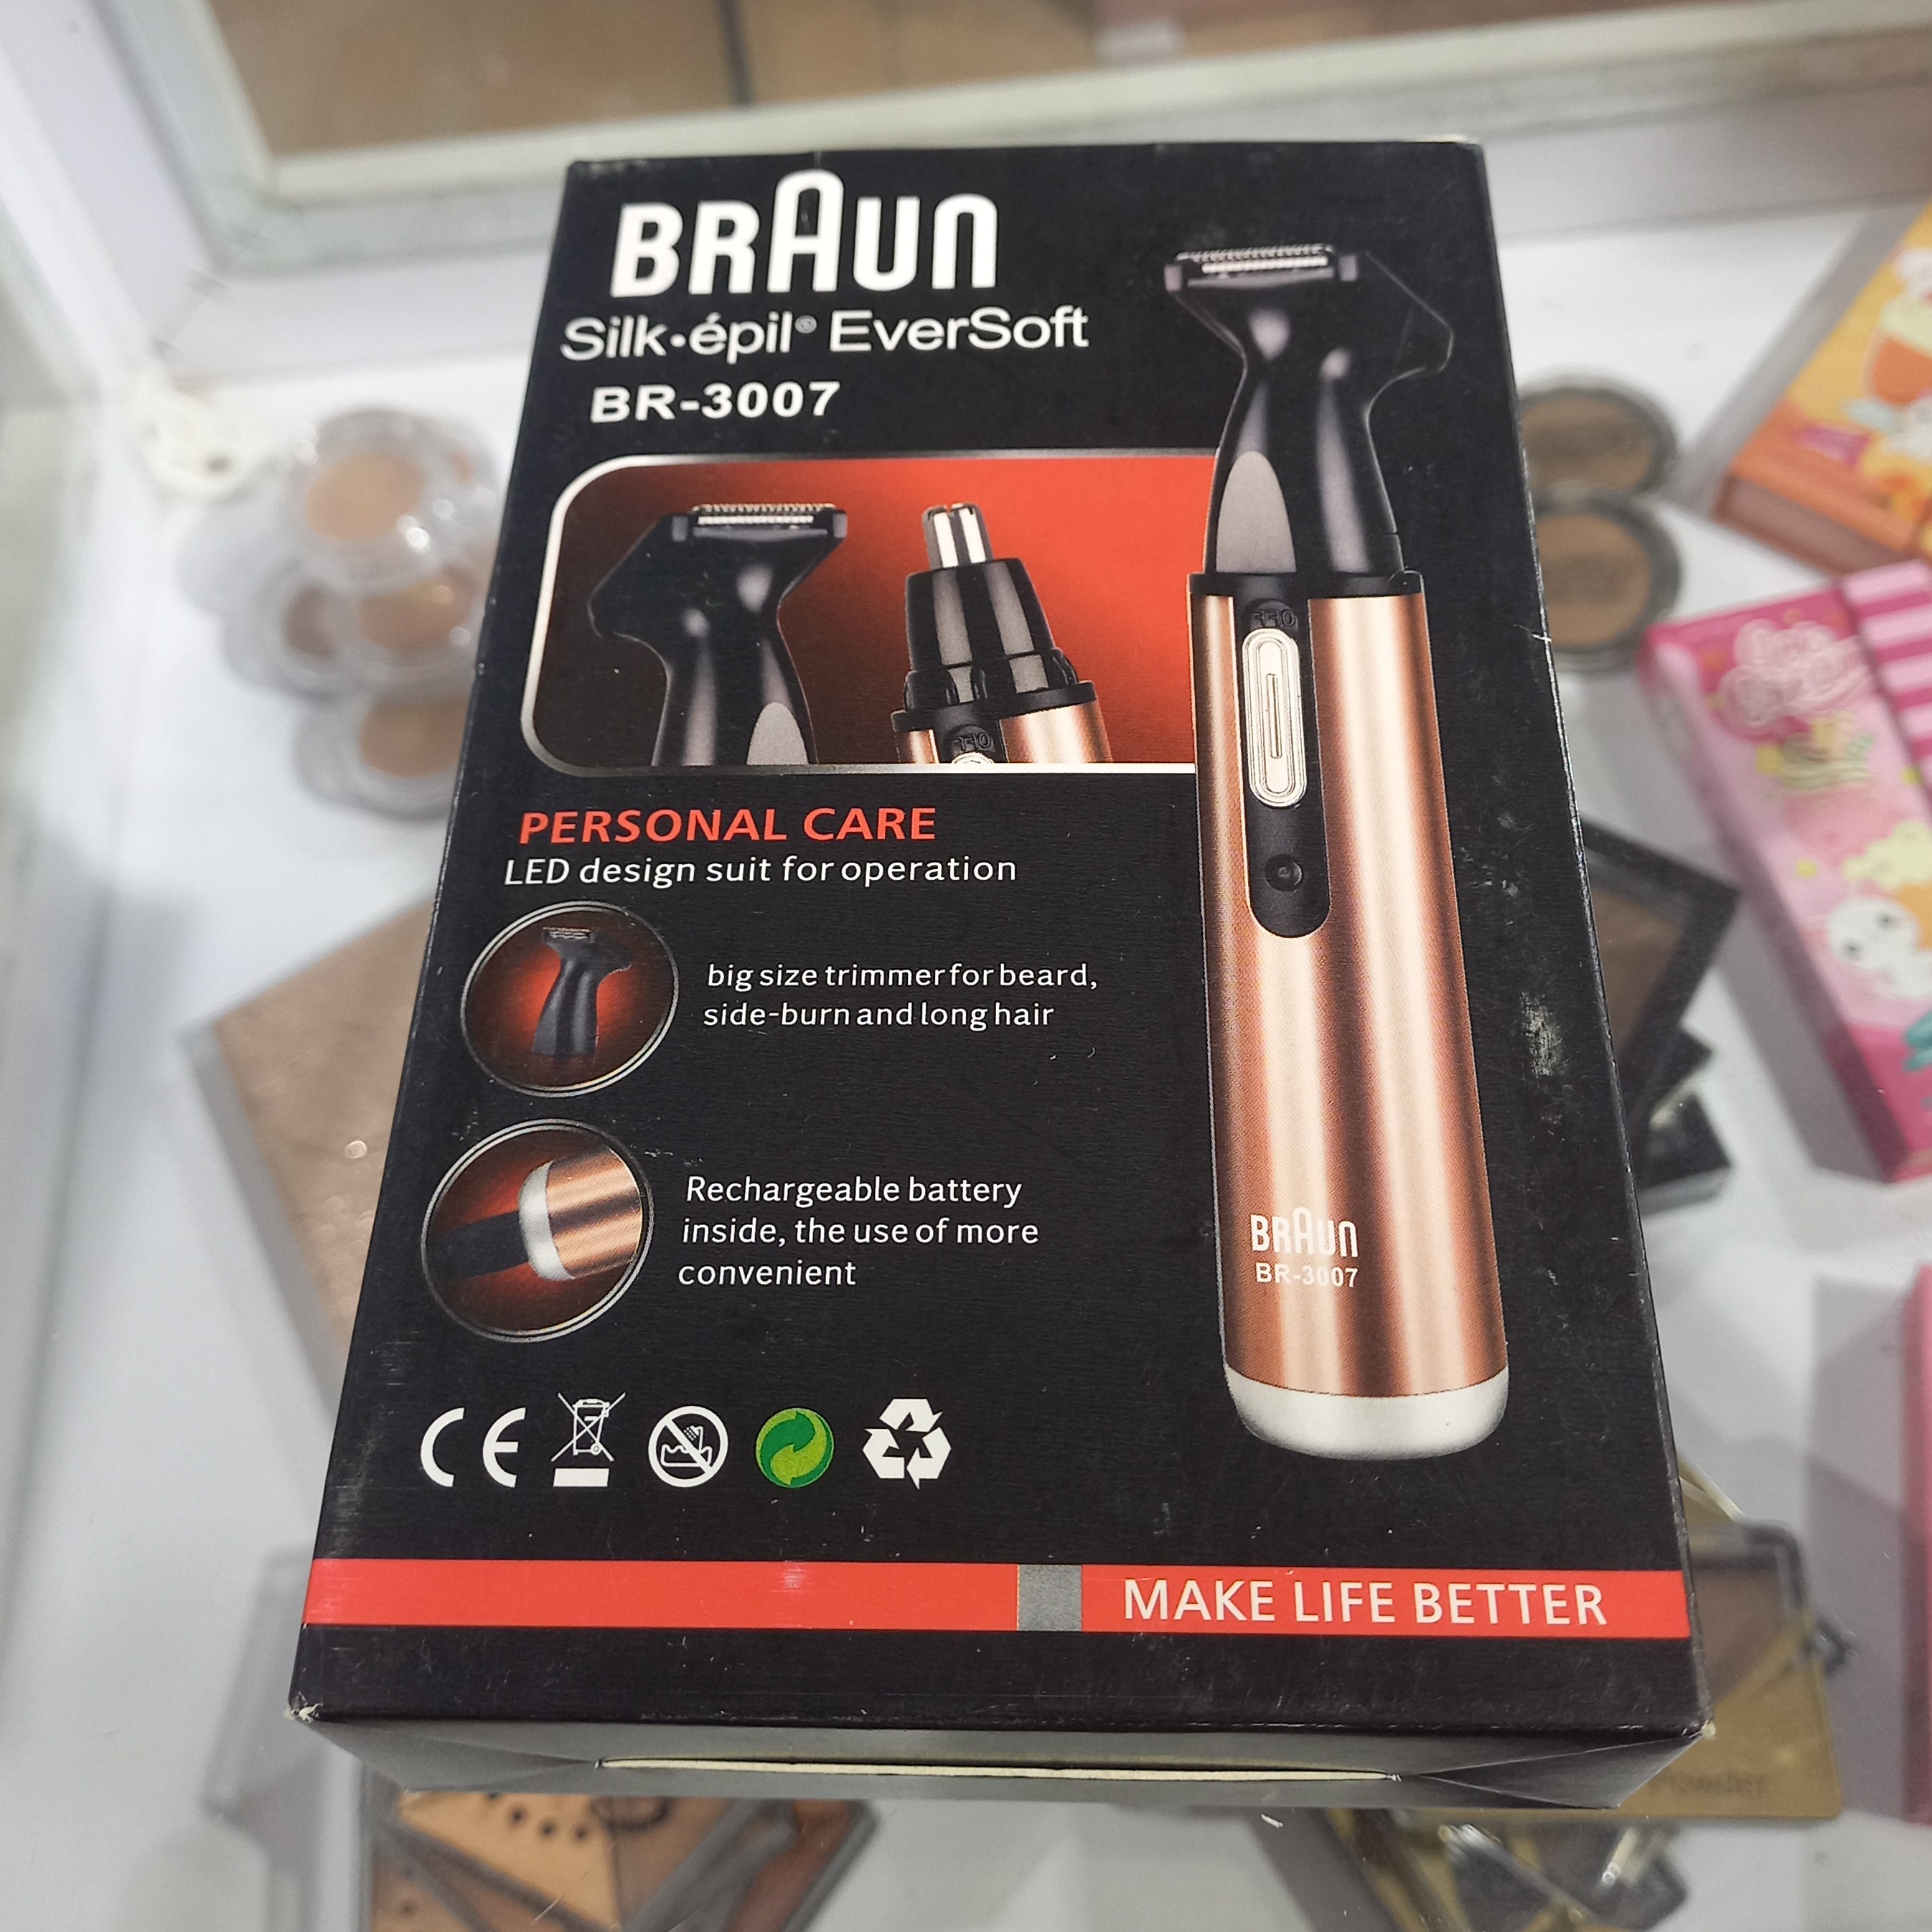 BRAUN
Silk·épil® EverSoft
BR-3007
PERSONAL CARE
LED design suit for operation
big size trimmer for beard,
side-burn and long hair
Rechargeable battery
inside, the use of more
convenient
BRAUN
BR-3007
CE
MAKE LIFE BETTER